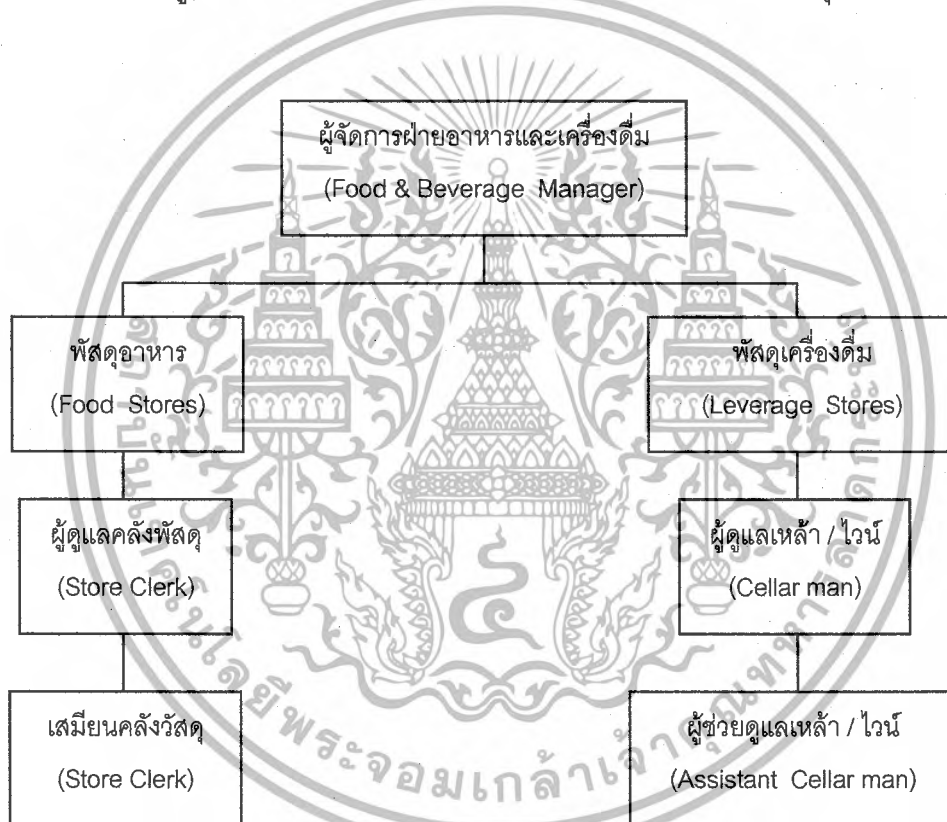 ผู้จัดการฝ่ายอาหารและเครื่องดื่ม
(Food & Beverage Manager)
พัสดุอาหาร
(Food Stores)
พัสดุเครื่องดื่ม
(Leverage Stores)
ผู้ดูแลคลังพัสดุ
(Store Clerk)
ผู้ดูแลเหล้า / ไวน์
(Cellar man)
เสมียนคลังวัสดุ
(Store Clerk)
ผู้ช่วยดูแลเหล้า / ไวน์
(Assistant Cellar man)